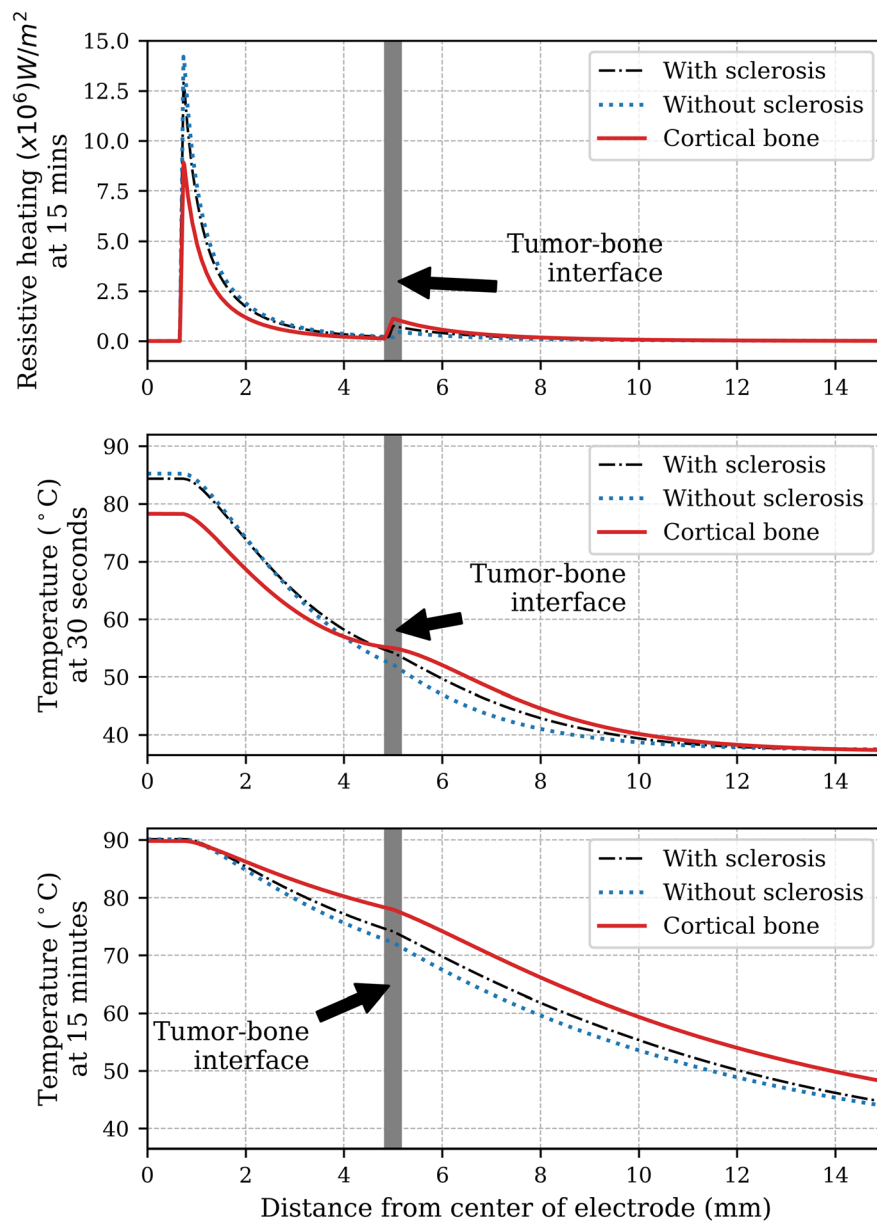 Resistive heating (x10⁶)W/m²
at 15 mins
15.0
12.5
10.0
7.5
5.0
2.5
0.0
With sclerosis
Without sclerosis
Cortical bone
Tumor-bone
interface
0 2 4 6 8 10 12 14
Temperature (°C)
at 30 seconds
90
80
70
60
50
40
With sclerosis
Without sclerosis
Cortical bone
Tumor-bone
interface
0 2 4 6 8 10 12 14
Temperature (°C)
at 15 minutes
90
80
70
60
50
40
With sclerosis
Without sclerosis
Cortical bone
Tumor-bone
interface
0 2 4 6 8 10 12 14
Distance from center of electrode (mm)